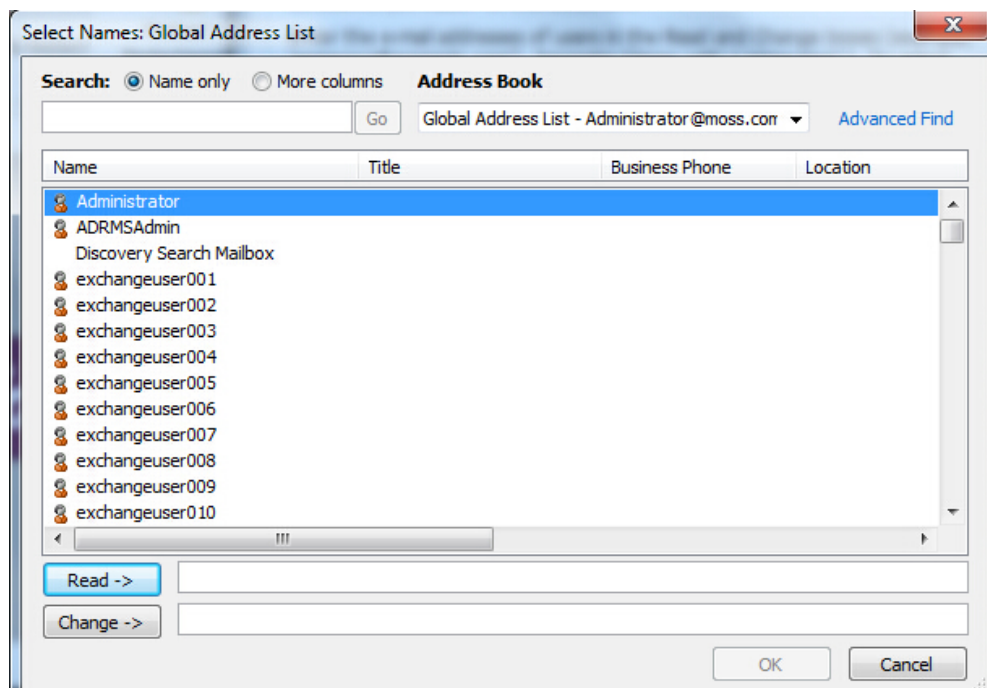 Select Names: Global Address List
Search: Name only More columns Address Book
Go Global Address List - Administrator@moss.com Advanced Find
Name Title Business Phone Location
Administrator
ADRMSAdmin
Discovery Search Mailbox
exchangeuser001
exchangeuser002
exchangeuser003
exchangeuser004
exchangeuser005
exchangeuser006
exchangeuser007
exchangeuser008
exchangeuser009
exchangeuser010
Read ->
Change ->
OK Cancel